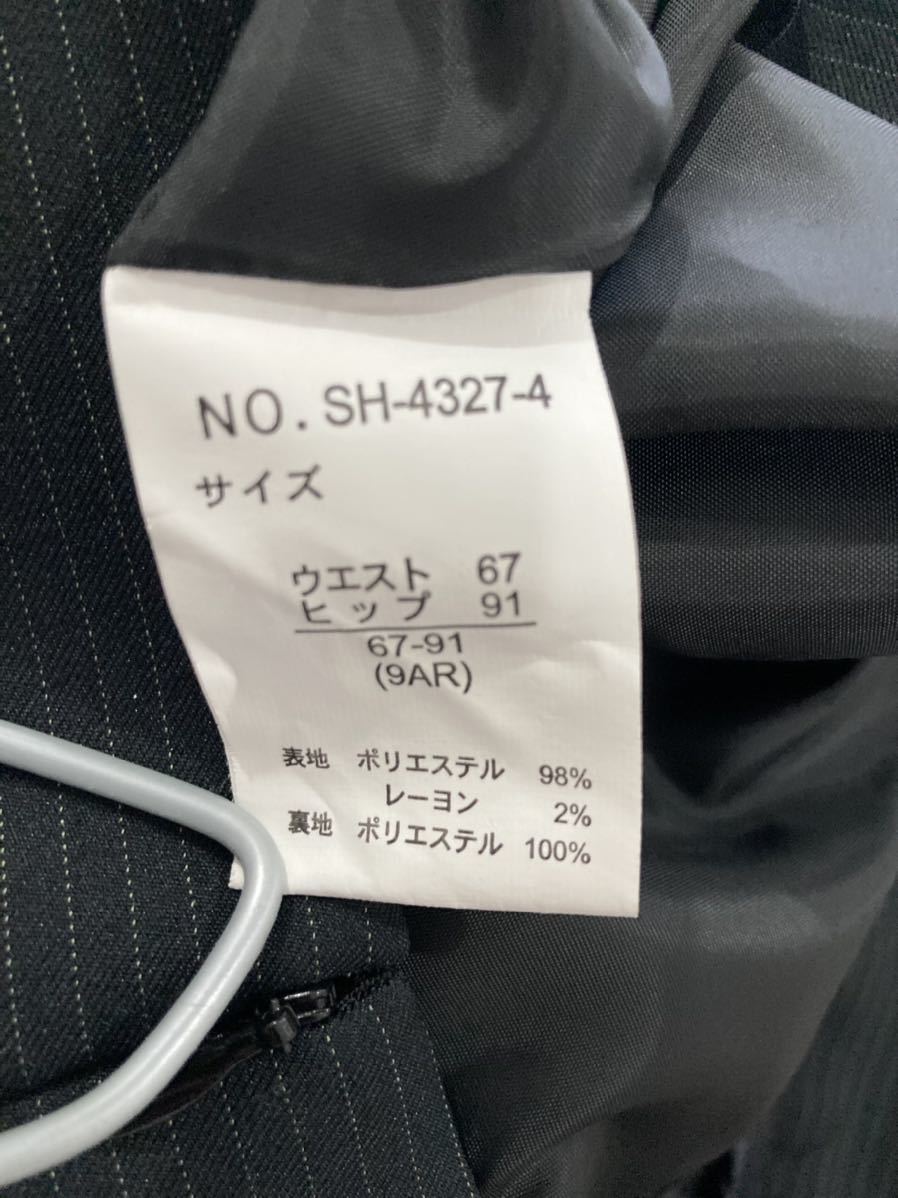 NO. SH-4327-4
サイズ
ウエスト 67
ヒップ 91
67-91
(9AR)
表地 ポリエステル 98%
レーヨン 2%
裏地 ポリエステル 100%